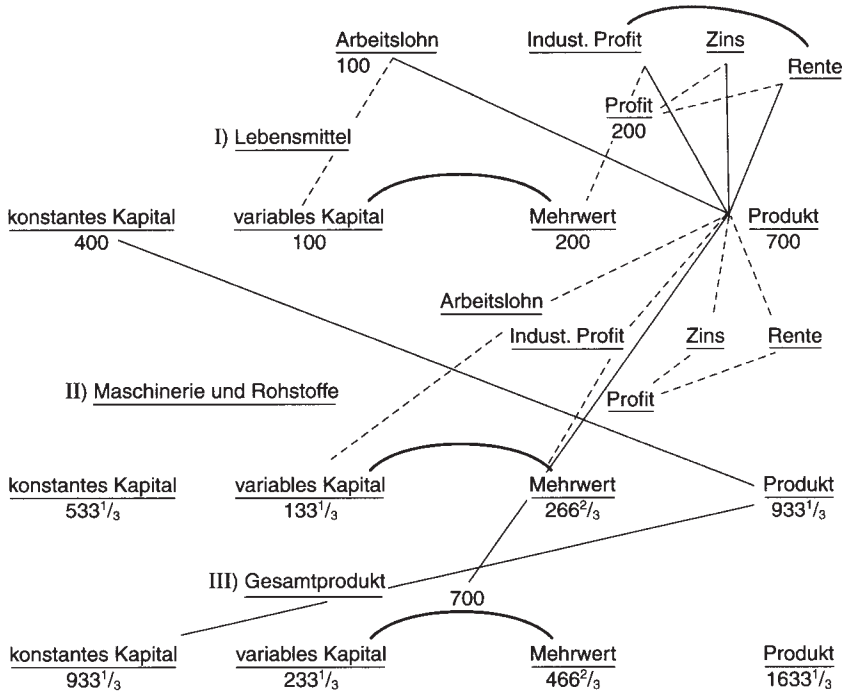 Arbeitslohn Indust. Profit Zins
100 Rente
Profit
200
I) Lebensmittel
konstantes Kapital variables Kapital Mehrwert Produkt
400 100 200 700
Arbeitslohn
Indust. Profit Zins Rente
II) Maschinerie und Rohstoffe Profit
konstantes Kapital variables Kapital Mehrwert Produkt
533 1/3 133 1/3 266 2/3 933 1/3
III) Gesamtprodukt
700
konstantes Kapital variables Kapital Mehrwert Produkt
933 1/3 233 1/3 466 2/3 1633 1/3